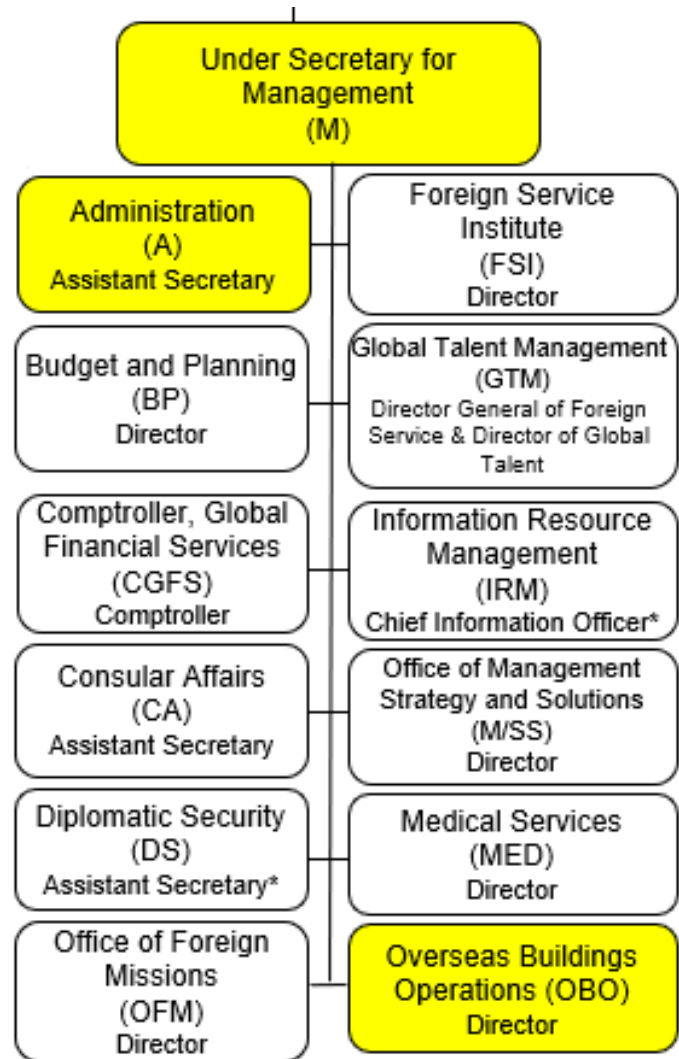 Under Secretary for
Management
(M)
Administration
(A)
Assistant Secretary
Foreign Service
Institute
(FSI)
Director
Budget and Planning
(BP)
Director
Global Talent Management
(GTM)
Director General of Foreign
Service & Director of Global
Talent
Comptroller, Global
Financial Services
(CGFS)
Comptroller
Information Resource
Management
(IRM)
Chief Information Officer*
Consular Affairs
(CA)
Assistant Secretary
Office of Management
Strategy and Solutions
(M/SS)
Director
Diplomatic Security
(DS)
Assistant Secretary*
Medical Services
(MED)
Director
Office of Foreign
Missions
(OFM)
Director
Overseas Buildings
Operations (OBO)
Director